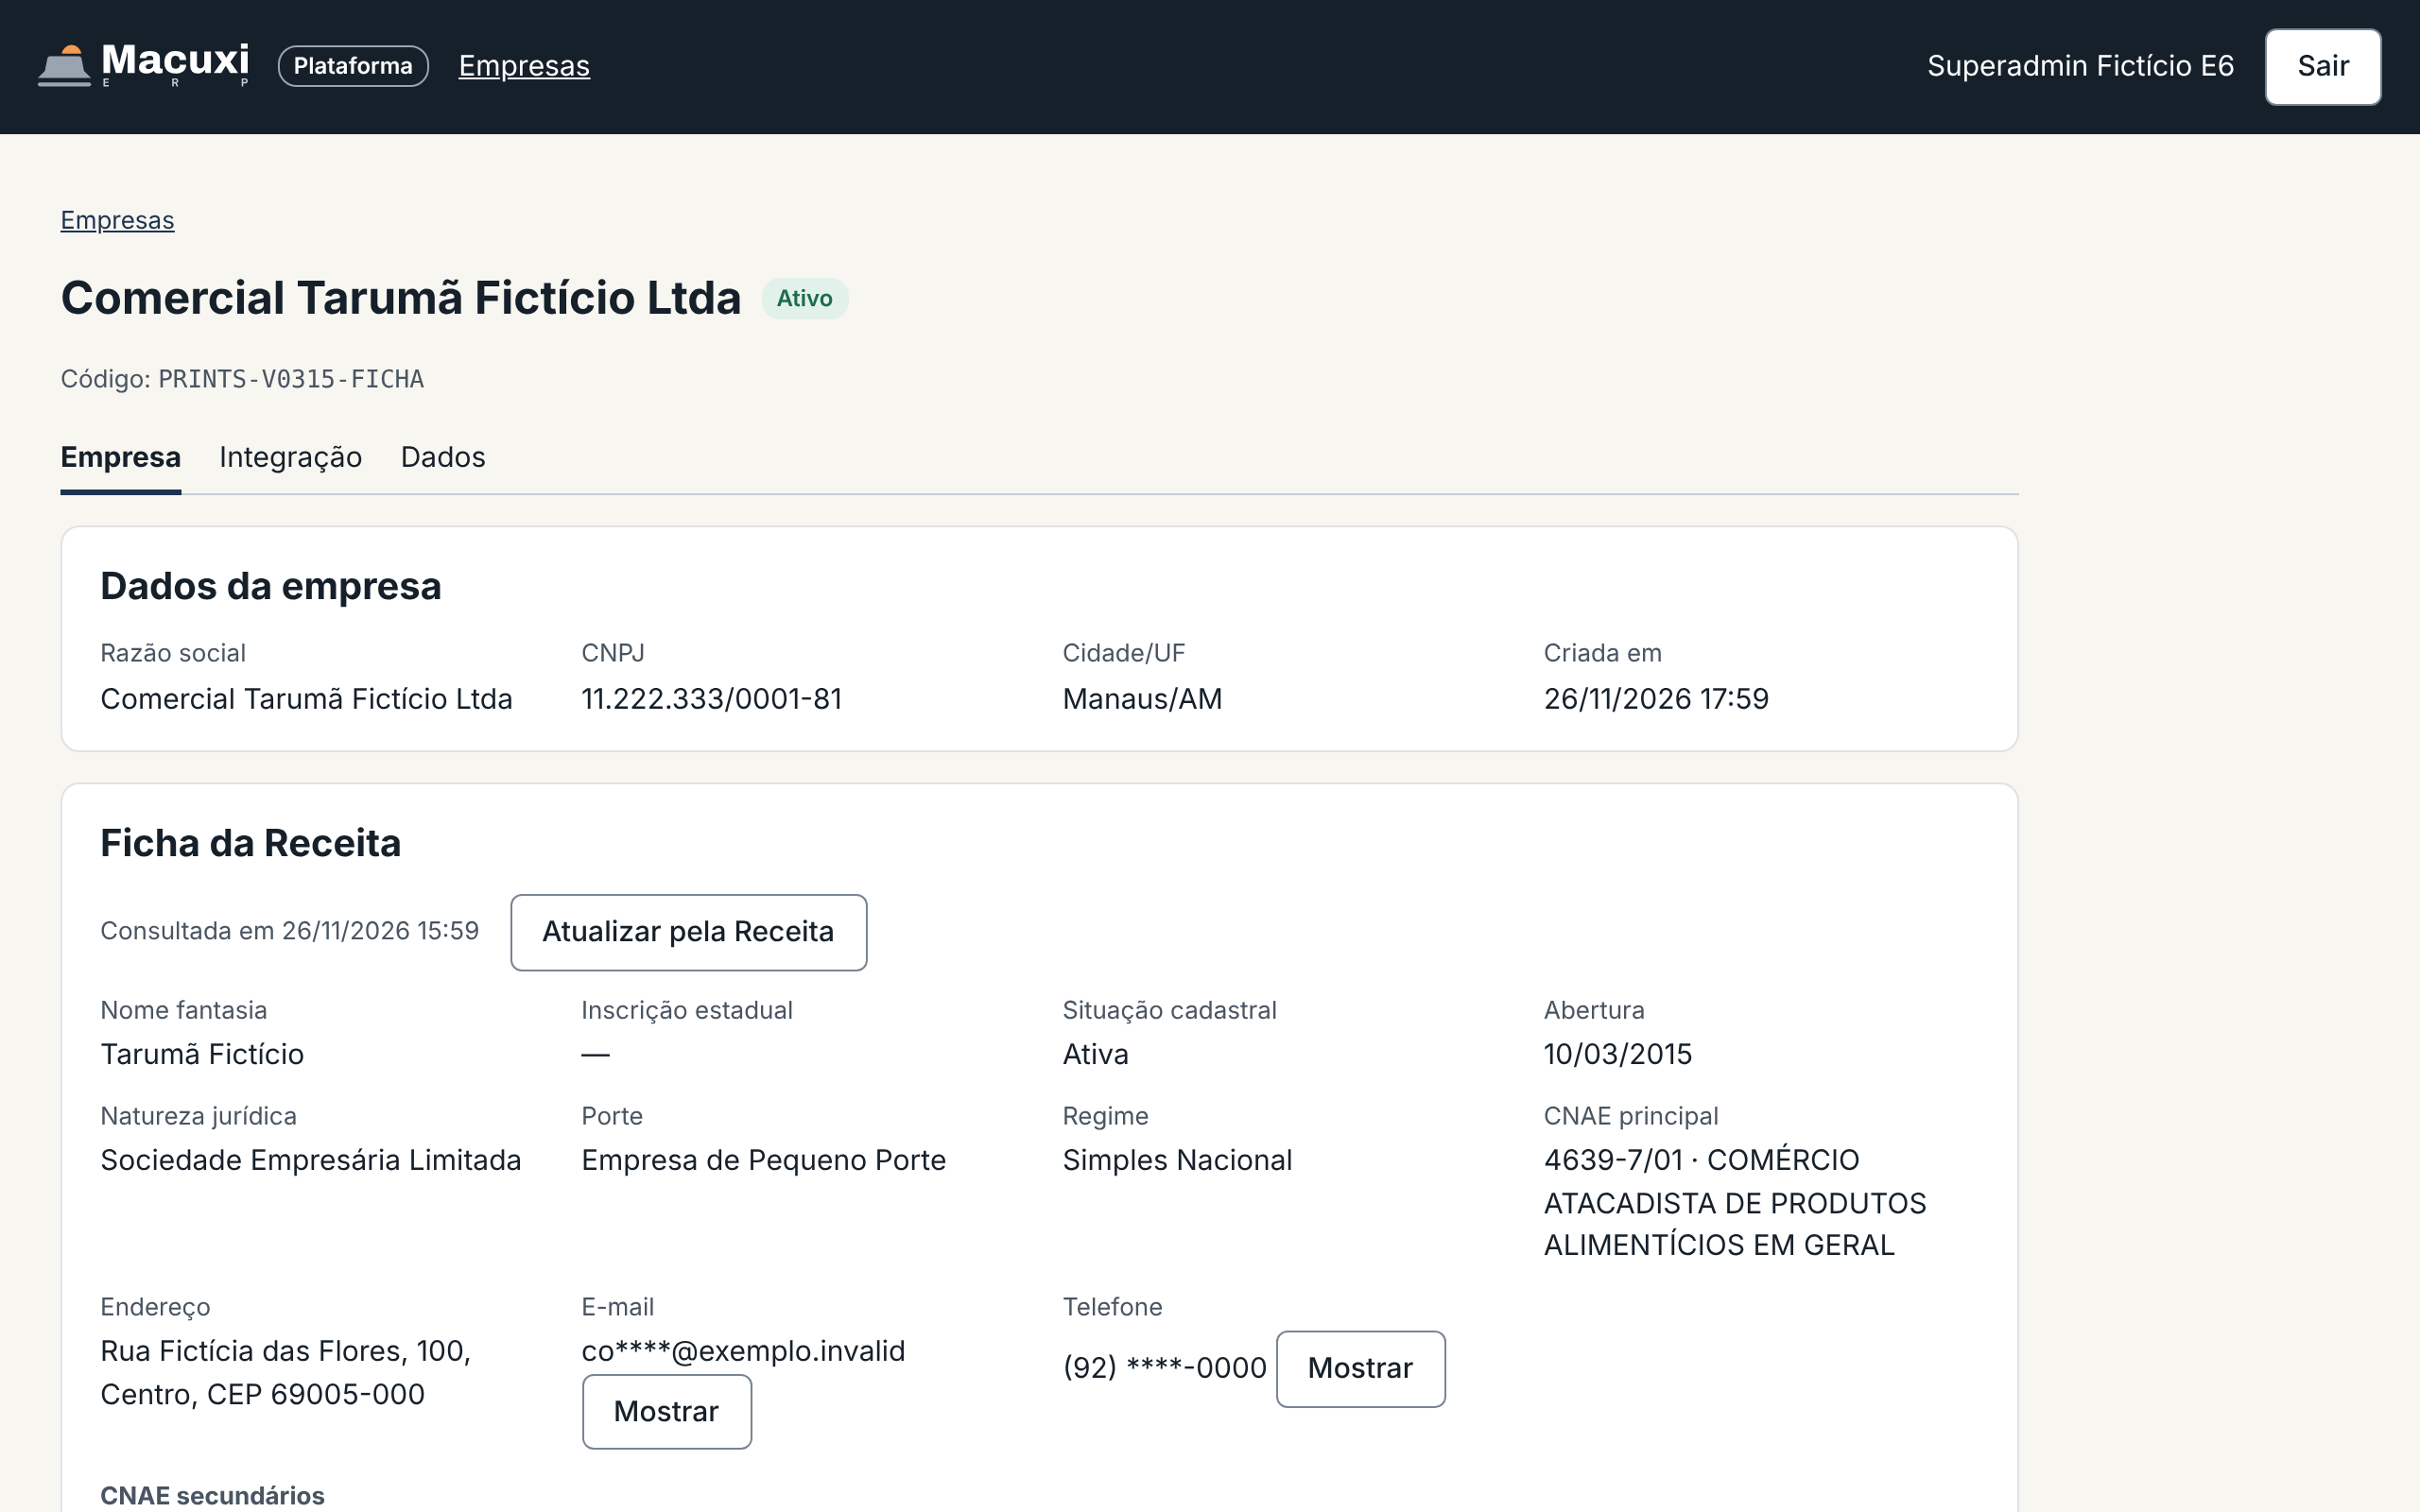 Macuxi
E R P
Plataforma
Empresas
Superadmin Fictício E6
Sair
Empresas
Comercial Tarumã Fictício Ltda
Ativo
Código: PRINTS-V0315-FICHA
Empresa
Integração
Dados
Dados da empresa
Razão social
Comercial Tarumã Fictício Ltda
CNPJ
11.222.333/0001-81
Cidade/UF
Manaus/AM
Criada em
26/11/2026 17:59
Ficha da Receita
Consultada em 26/11/2026 15:59
Atualizar pela Receita
Nome fantasia
Tarumã Fictício
Inscrição estadual
—
Situação cadastral
Ativa
Abertura
10/03/2015
Natureza jurídica
Sociedade Empresária Limitada
Porte
Empresa de Pequeno Porte
Regime
Simples Nacional
CNAE principal
4639-7/01 · COMÉRCIO
ATACADISTA DE PRODUTOS
ALIMENTÍCIOS EM GERAL
Endereço
Rua Fictícia das Flores, 100,
Centro, CEP 69005-000
E-mail
co****@exemplo.invalid
Mostrar
Telefone
(92) ****-0000
Mostrar
CNAE secundários